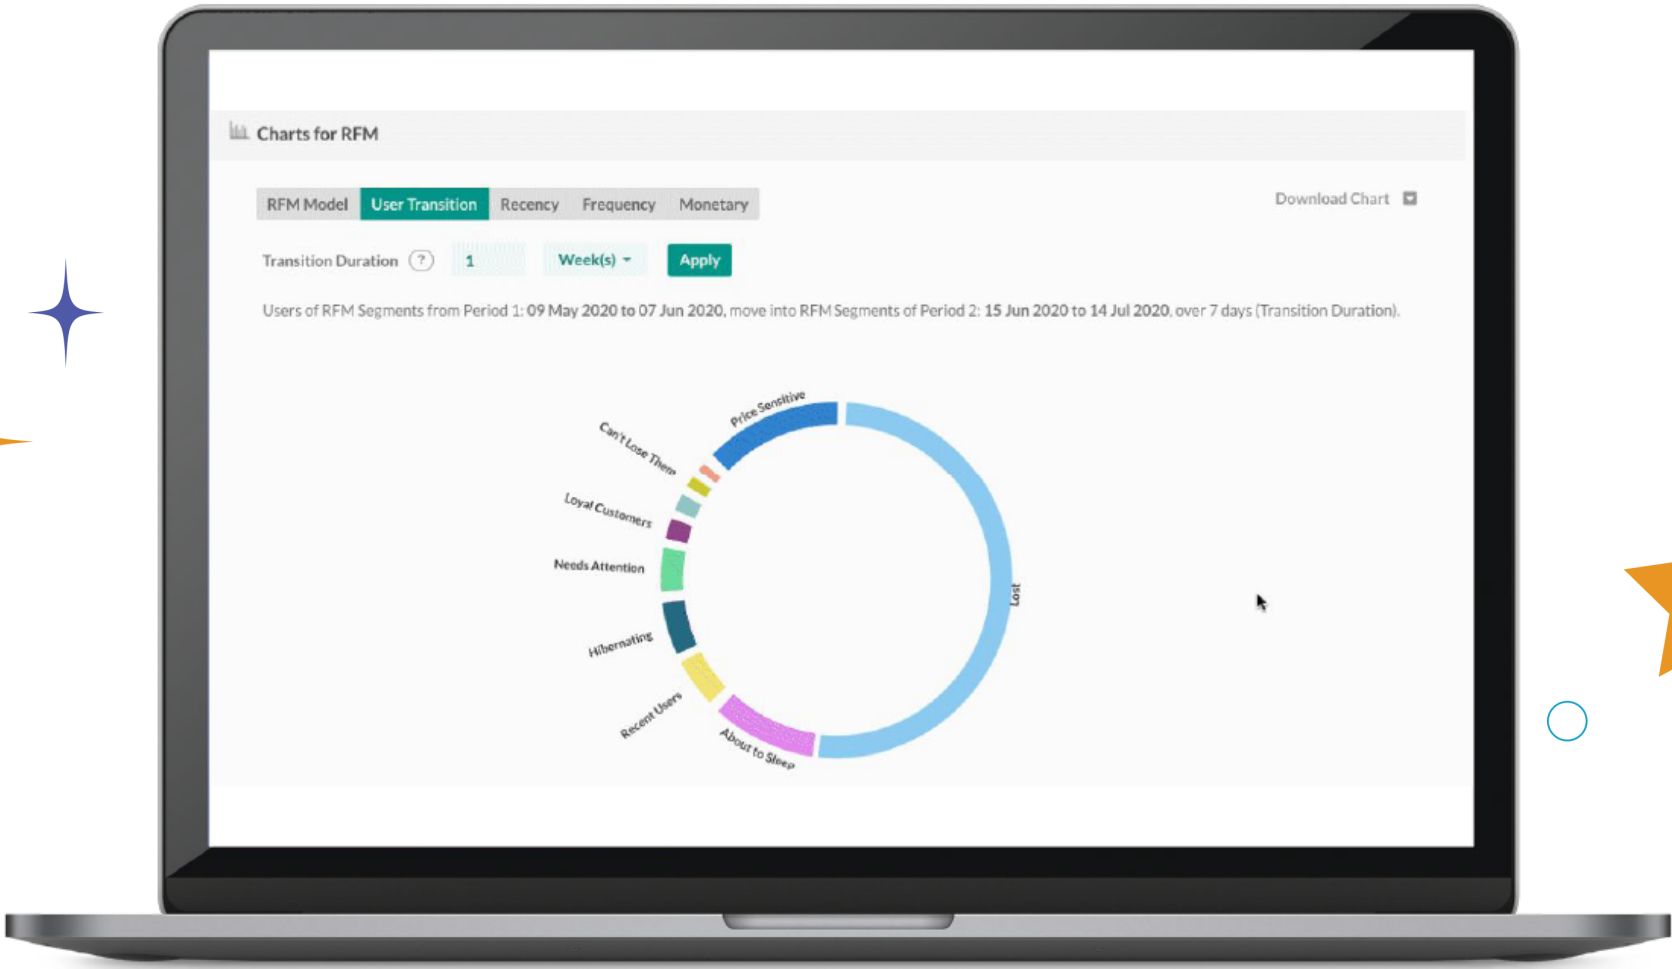 Charts for RFM
RFM Model User Transition Recency Frequency Monetary
Download Chart
Transition Duration ? 1 Week(s) Apply
Users of RFM Segments from Period 1: 09 May 2020 to 07 Jun 2020, move into RFM Segments of Period 2: 15 Jun 2020 to 14 Jul 2020, over 7 days (Transition Duration).
Price Sensitive
Can't Lose Them
Loyal Customers
Needs Attention
Hibernating
Recent Users
About to Sleep
Lost